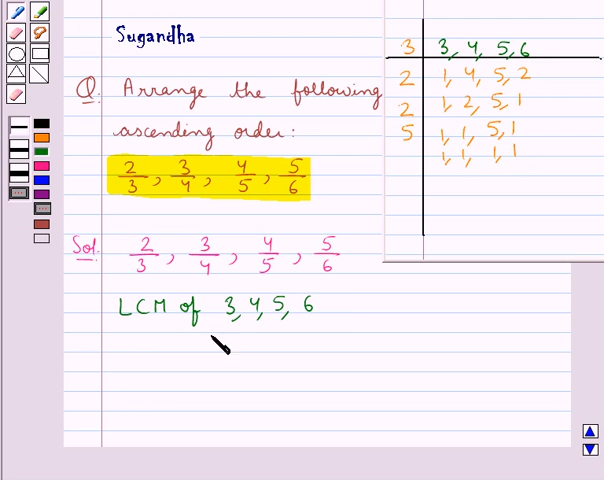 Sugandha
Q. Arrange the following
ascending order:
2/3, 3/4, 4/5, 5/6
Sol. 2/3, 3/4, 4/5, 5/6
LCM of 3, 4, 5, 6
3 3, 4, 5, 6
2 1, 4, 5, 2
2 1, 2, 5, 1
5 1, 1, 5, 1
1, 1, 1, 1